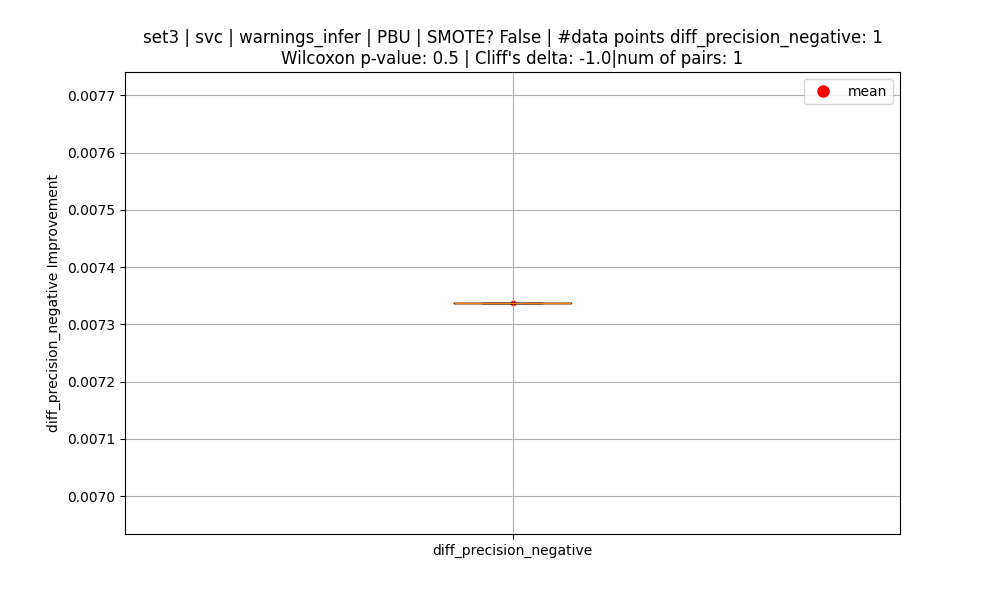 set3 | svc | warnings_infer | PBU | SMOTE? False | #data points diff_precision_negative: 1
Wilcoxon p-value: 0.5 | Cliff's delta: -1.0|num of pairs: 1
mean
0.0077
0.0076
0.0075
0.0074
0.0073
0.0072
0.0071
0.0070
diff_precision_negative Improvement
diff_precision_negative